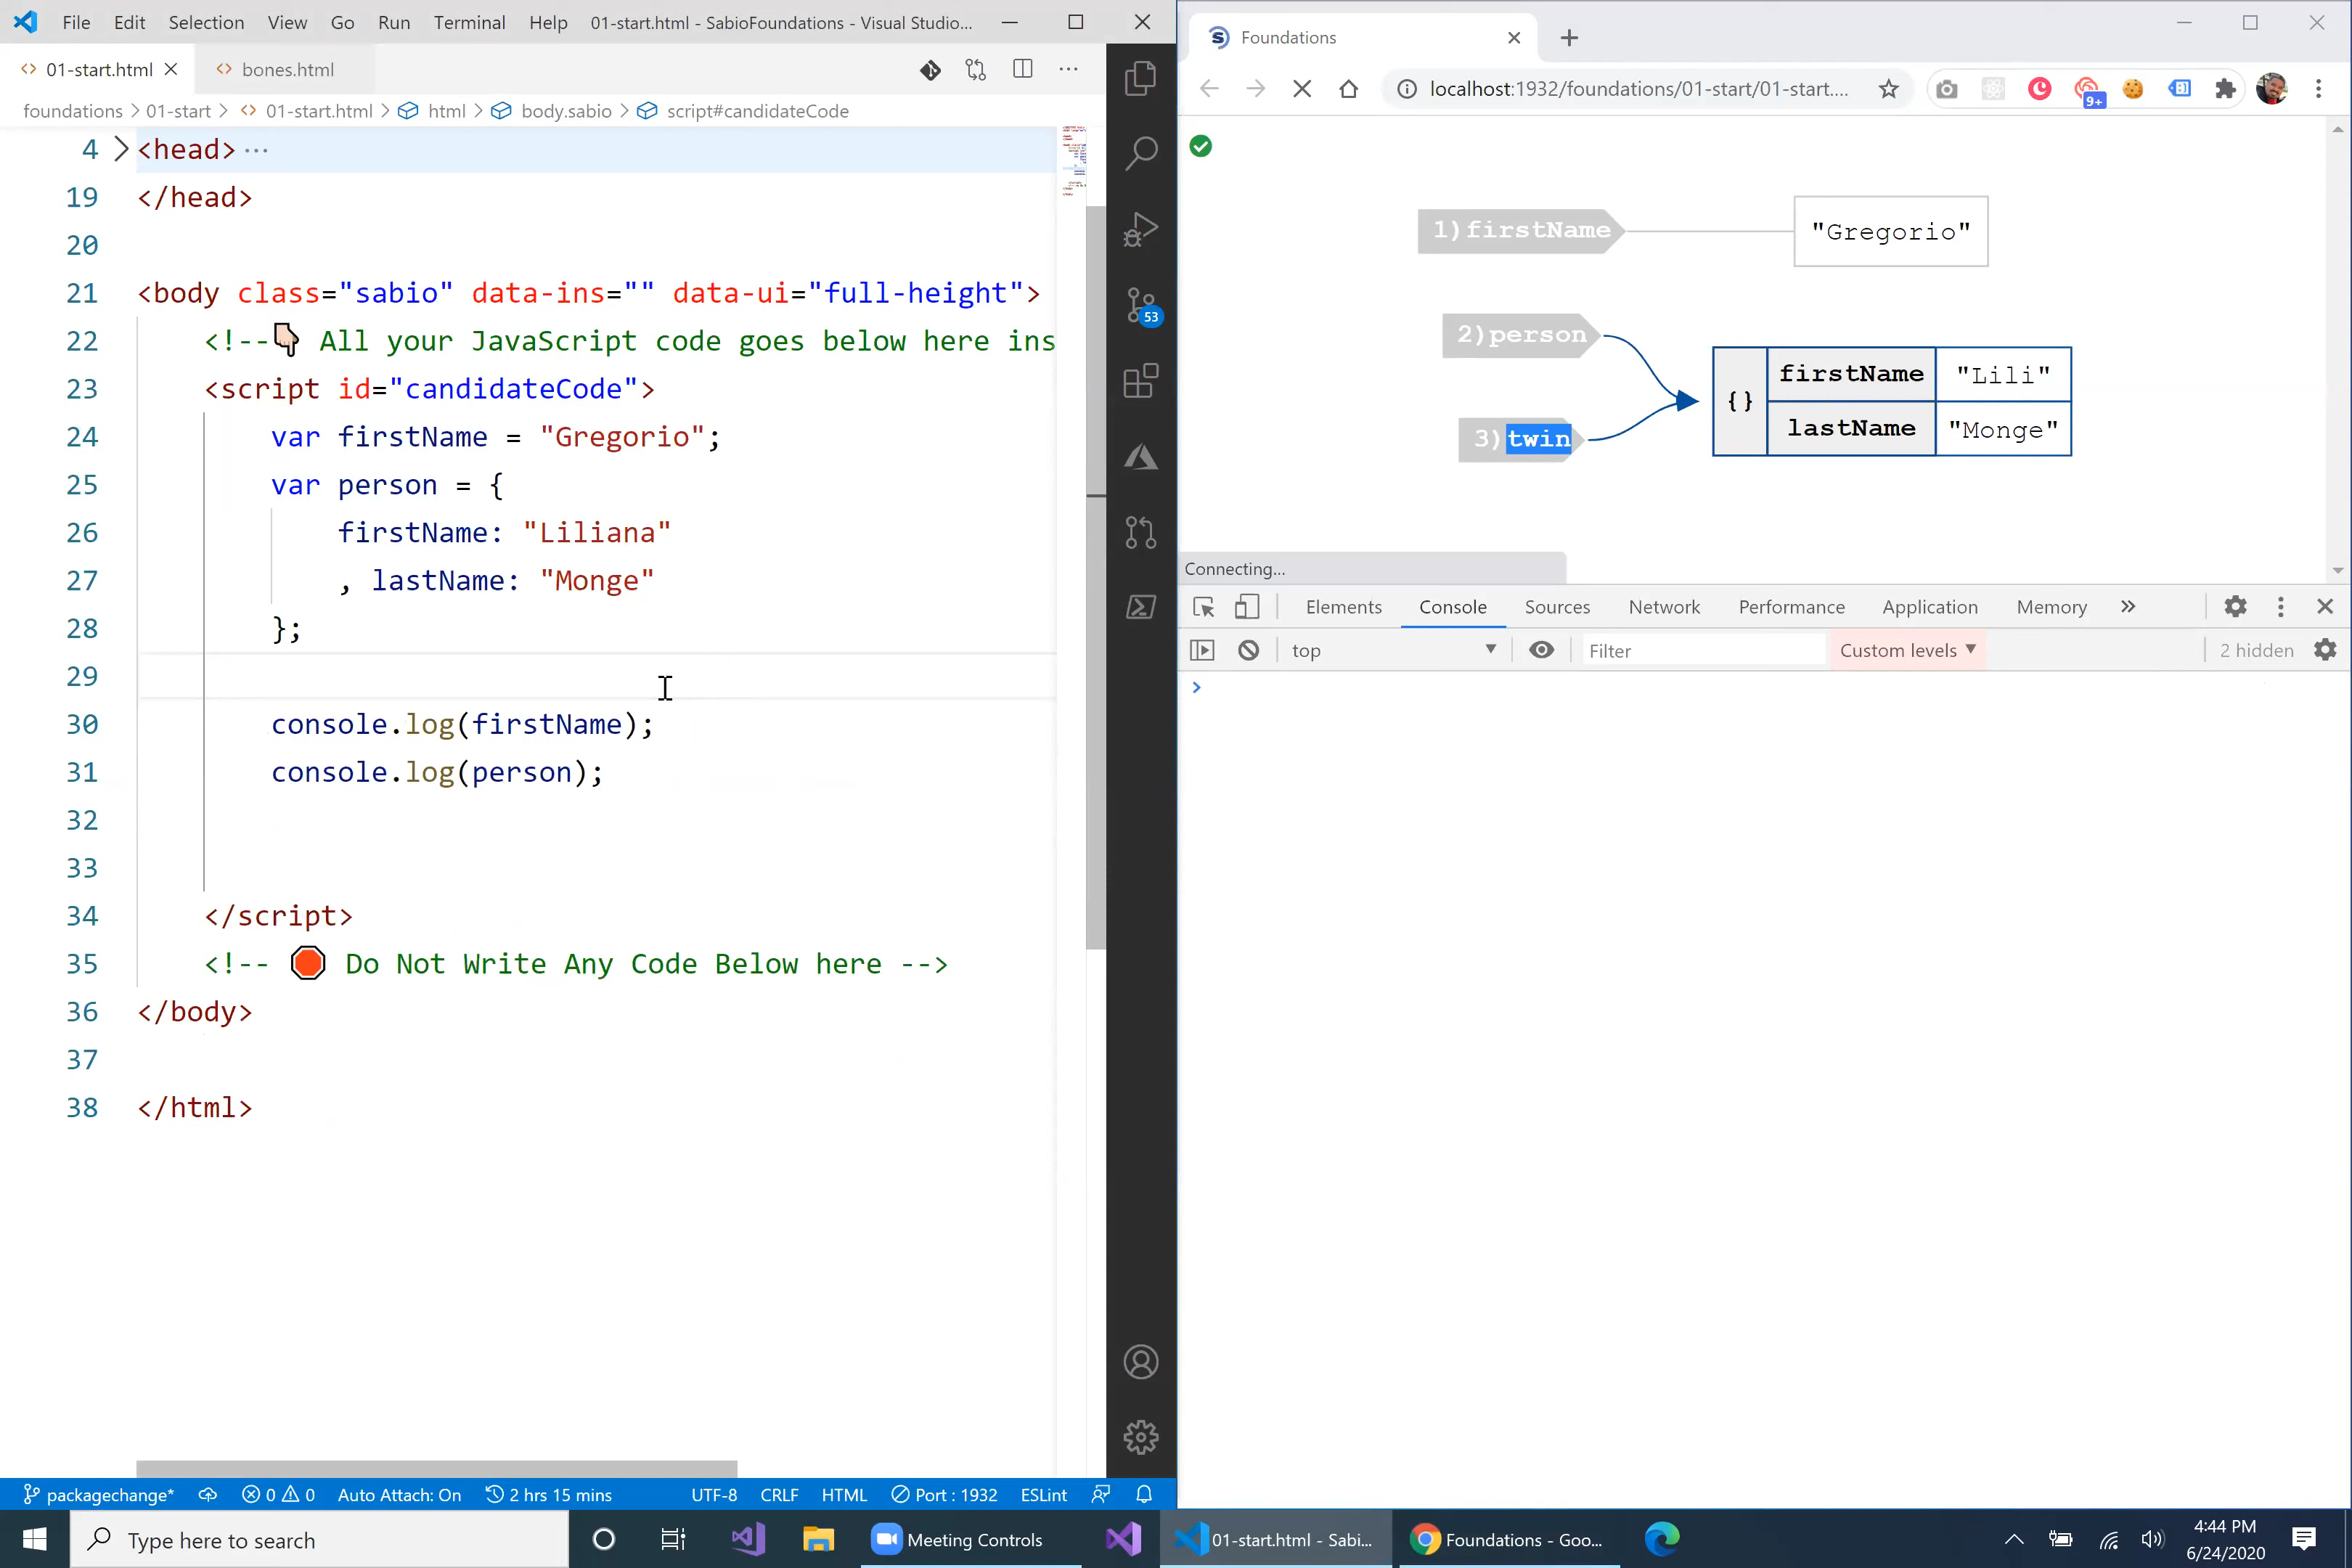 File Edit Selection View Go Run Terminal Help 01-start.html - SabioFoundations - Visual Studio...
01-start.html bones.html
foundations > 01-start > 01-start.html > html > body.sabio > script#candidateCode
4 <head> ...
19 </head>
20
21 <body class="sabio" data-ins="" data-ui="full-height">
22 <!--👇🏻 All your JavaScript code goes below here ins
23 <script id="candidateCode">
24 var firstName = "Gregorio";
25 var person = {
26 firstName: "Liliana"
27 , lastName: "Monge"
28 };
29
30 console.log(firstName);
31 console.log(person);
32
33
34 </script>
35 <!-- 🛑 Do Not Write Any Code Below here -->
36 </body>
37
38 </html>
53
packagechange* 0 0 Auto Attach: On 2 hrs 15 mins UTF-8 CRLF HTML Port : 1932 ESLint
Foundations
localhost:1932/foundations/01-start/01-start....
9+
1)firstName "Gregorio"
2)person
3)twin
{} firstName "Lili"
lastName "Monge"
Connecting...
Elements Console Sources Network Performance Application Memory »
top Filter Custom levels 2 hidden
>
Type here to search Meeting Controls 01-start.html - Sabi... Foundations - Goo...
4:44 PM
6/24/2020